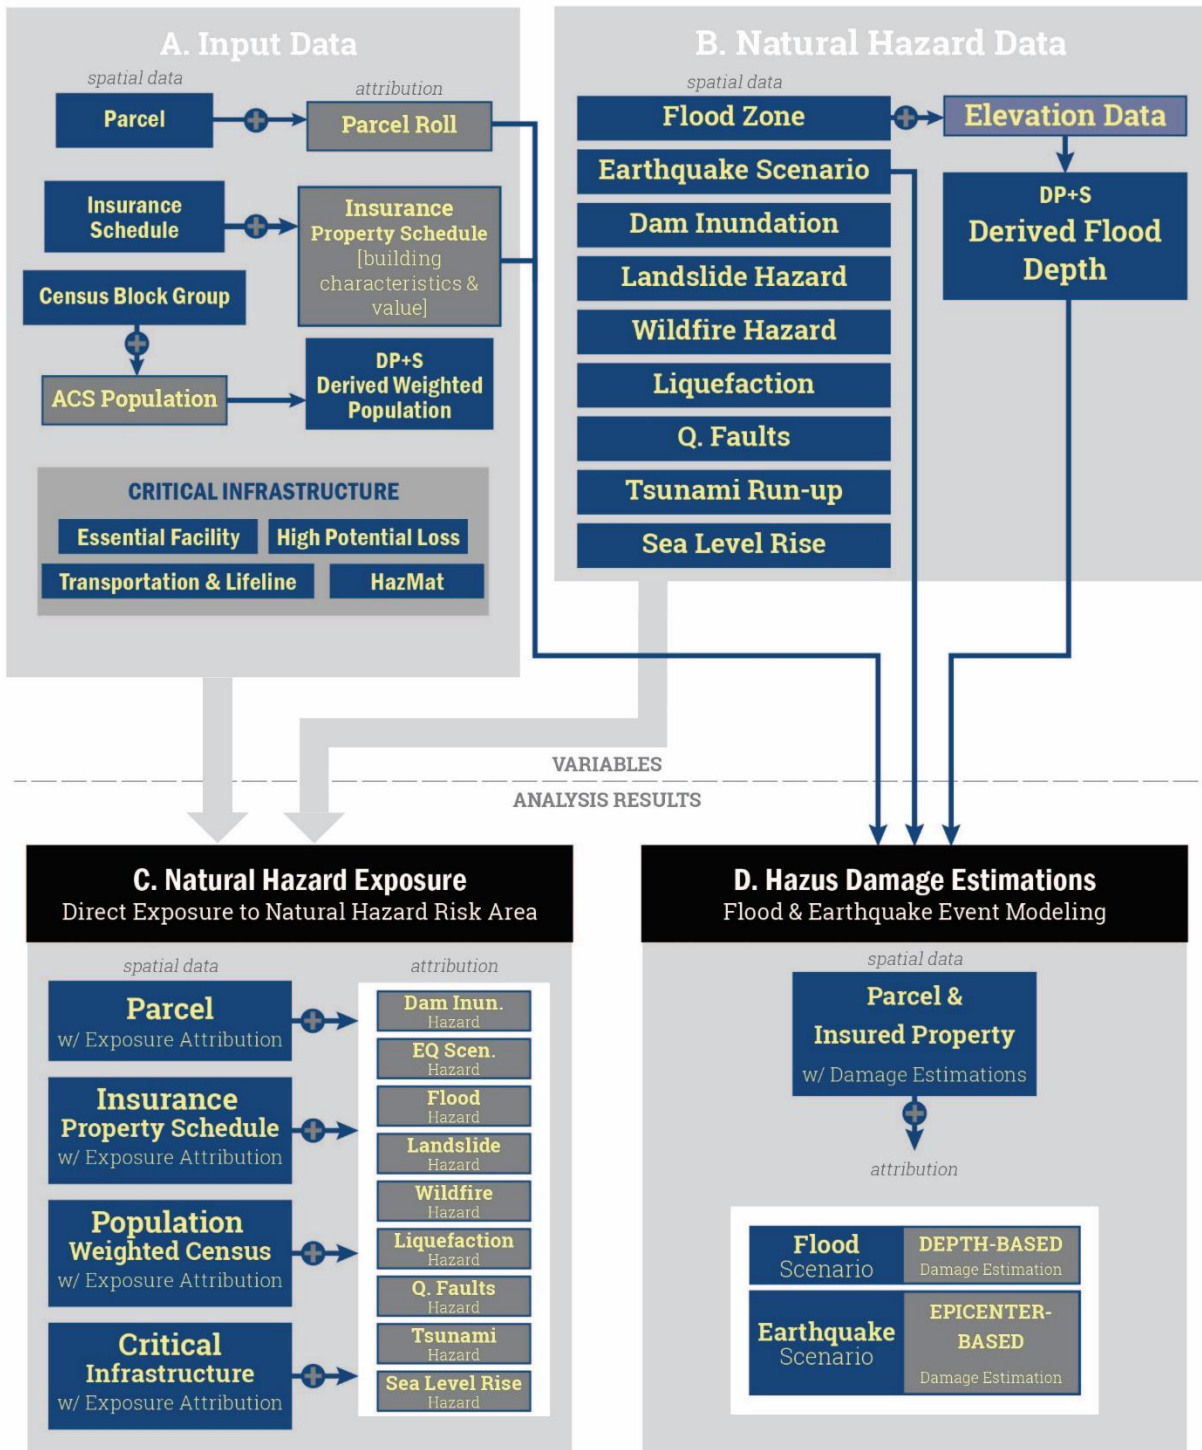 A. Input Data
spatial data
attribution
Parcel
Parcel Roll
Insurance
Schedule
Insurance
Property Schedule
[building
characteristics &
value]
Census Block Group
ACS Population
DP+S
Derived Weighted
Population
CRITICAL INFRASTRUCTURE
Essential Facility
High Potential Loss
Transportation & Lifeline
HazMat
B. Natural Hazard Data
spatial data
Flood Zone
Elevation Data
Earthquake Scenario
DP+S
Derived Flood
Depth
Dam Inundation
Landslide Hazard
Wildfire Hazard
Liquefaction
Q. Faults
Tsunami Run-up
Sea Level Rise
VARIABLES
ANALYSIS RESULTS
C. Natural Hazard Exposure
Direct Exposure to Natural Hazard Risk Area
spatial data
attribution
Parcel
w/ Exposure Attribution
Insurance
Property Schedule
w/ Exposure Attribution
Population
Weighted Census
w/ Exposure Attribution
Critical
Infrastructure
w/ Exposure Attribution
Dam Inun.
Hazard
EQ Scen.
Hazard
Flood
Hazard
Landslide
Hazard
Wildfire
Hazard
Liquefaction
Hazard
Q. Faults
Hazard
Tsunami
Hazard
Sea Level Rise
Hazard
D. Hazus Damage Estimations
Flood & Earthquake Event Modeling
spatial data
Parcel &
Insured Property
w/ Damage Estimations
attribution
Flood
Scenario
DEPTH-BASED
Damage Estimation
Earthquake
Scenario
EPICENTER-
BASED
Damage Estimation